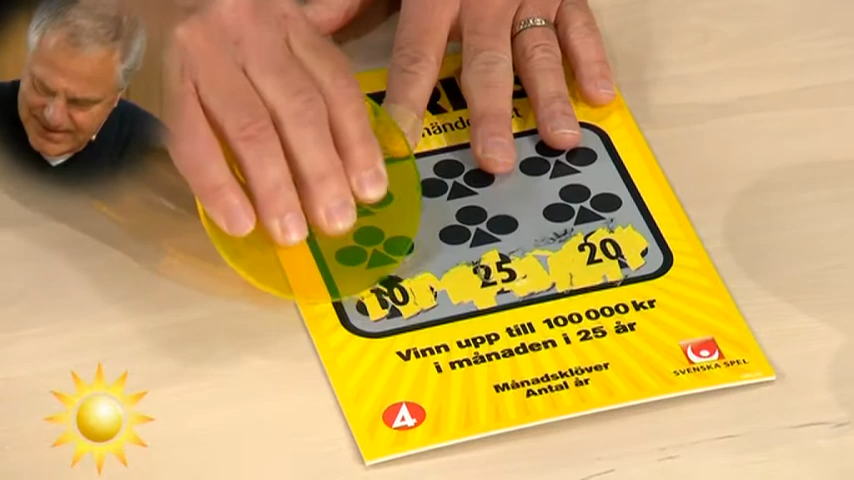 10 25 20
Vinn upp till 100 000 kr
i månaden i 25 år
Månadsklöver
Antal år
4
SVENSKA SPEL